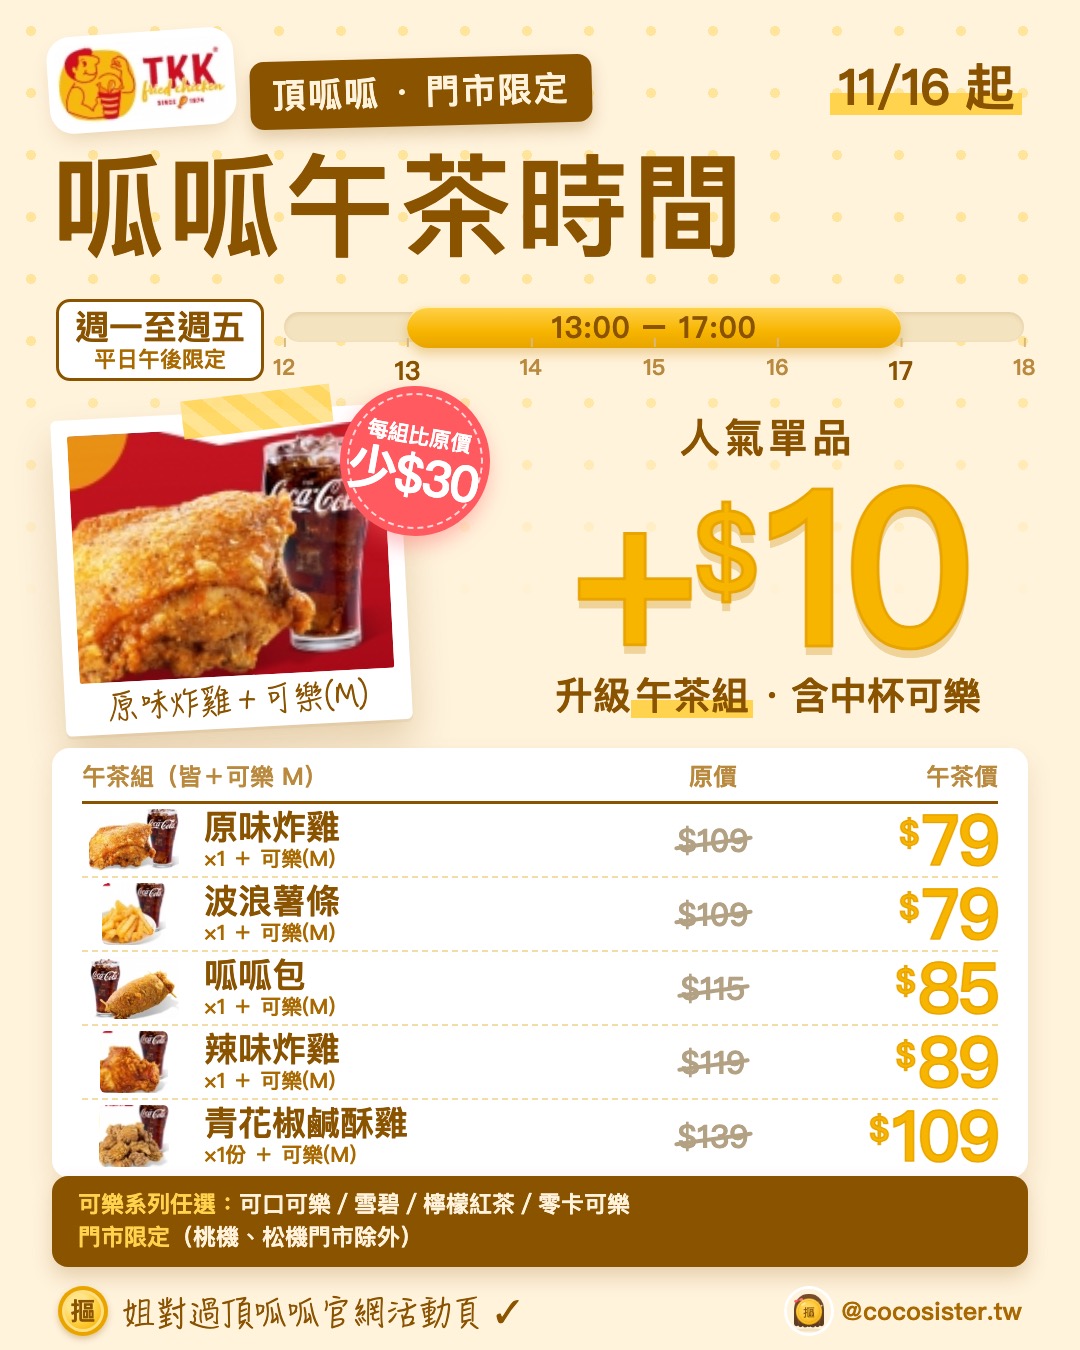 TKK
fried chicken
SINCE 1974
頂呱呱 · 門市限定
11/16 起
呱呱午茶時間
週一至週五
平日午後限定
13:00 – 17:00
12 13 14 15 16 17 18
每組比原價
少$30
Coca-Cola
原味炸雞+可樂(M)
人氣單品
+$10
升級午茶組 · 含中杯可樂
午茶組（皆+可樂 M） 原價 午茶價
原味炸雞
×1 + 可樂(M)
$109 $79
波浪薯條
×1 + 可樂(M)
$109 $79
呱呱包
×1 + 可樂(M)
$115 $85
辣味炸雞
×1 + 可樂(M)
$119 $89
青花椒鹹酥雞
×1份 + 可樂(M)
$139 $109
可樂系列任選：可口可樂 / 雪碧 / 檸檬紅茶 / 零卡可樂
門市限定（桃機、松機門市除外）
摳 姐對過頂呱呱官網活動頁 ✓
摳 @cocosister.tw